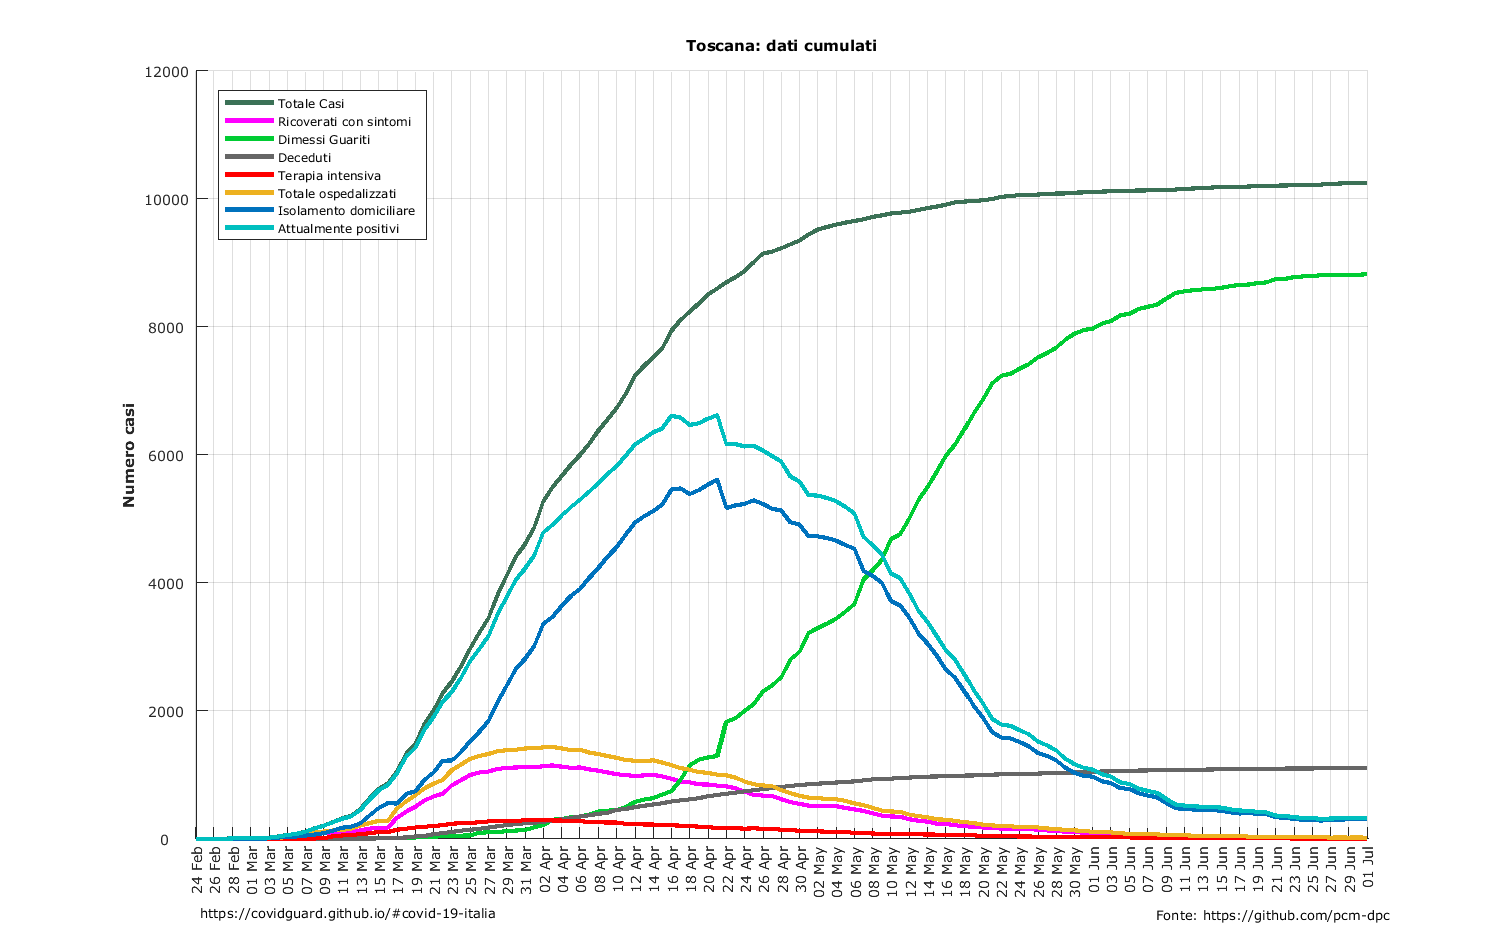 Toscana: dati cumulati
Numero casi
12000
10000
8000
6000
4000
2000
0
Totale Casi
Ricoverati con sintomi
Dimessi Guariti
Deceduti
Terapia intensiva
Totale ospedalizzati
Isolamento domiciliare
Attualmente positivi
24 Feb
26 Feb
28 Feb
01 Mar
03 Mar
05 Mar
07 Mar
09 Mar
11 Mar
13 Mar
15 Mar
17 Mar
19 Mar
21 Mar
23 Mar
25 Mar
27 Mar
29 Mar
31 Mar
02 Apr
04 Apr
06 Apr
08 Apr
10 Apr
12 Apr
14 Apr
16 Apr
18 Apr
20 Apr
22 Apr
24 Apr
26 Apr
28 Apr
30 Apr
02 May
04 May
06 May
08 May
10 May
12 May
14 May
16 May
18 May
20 May
22 May
24 May
26 May
28 May
30 May
01 Jun
03 Jun
05 Jun
07 Jun
09 Jun
11 Jun
13 Jun
15 Jun
17 Jun
19 Jun
21 Jun
23 Jun
25 Jun
27 Jun
29 Jun
01 Jul
https://covidguard.github.io/#covid-19-italia
Fonte: https://github.com/pcm-dpc